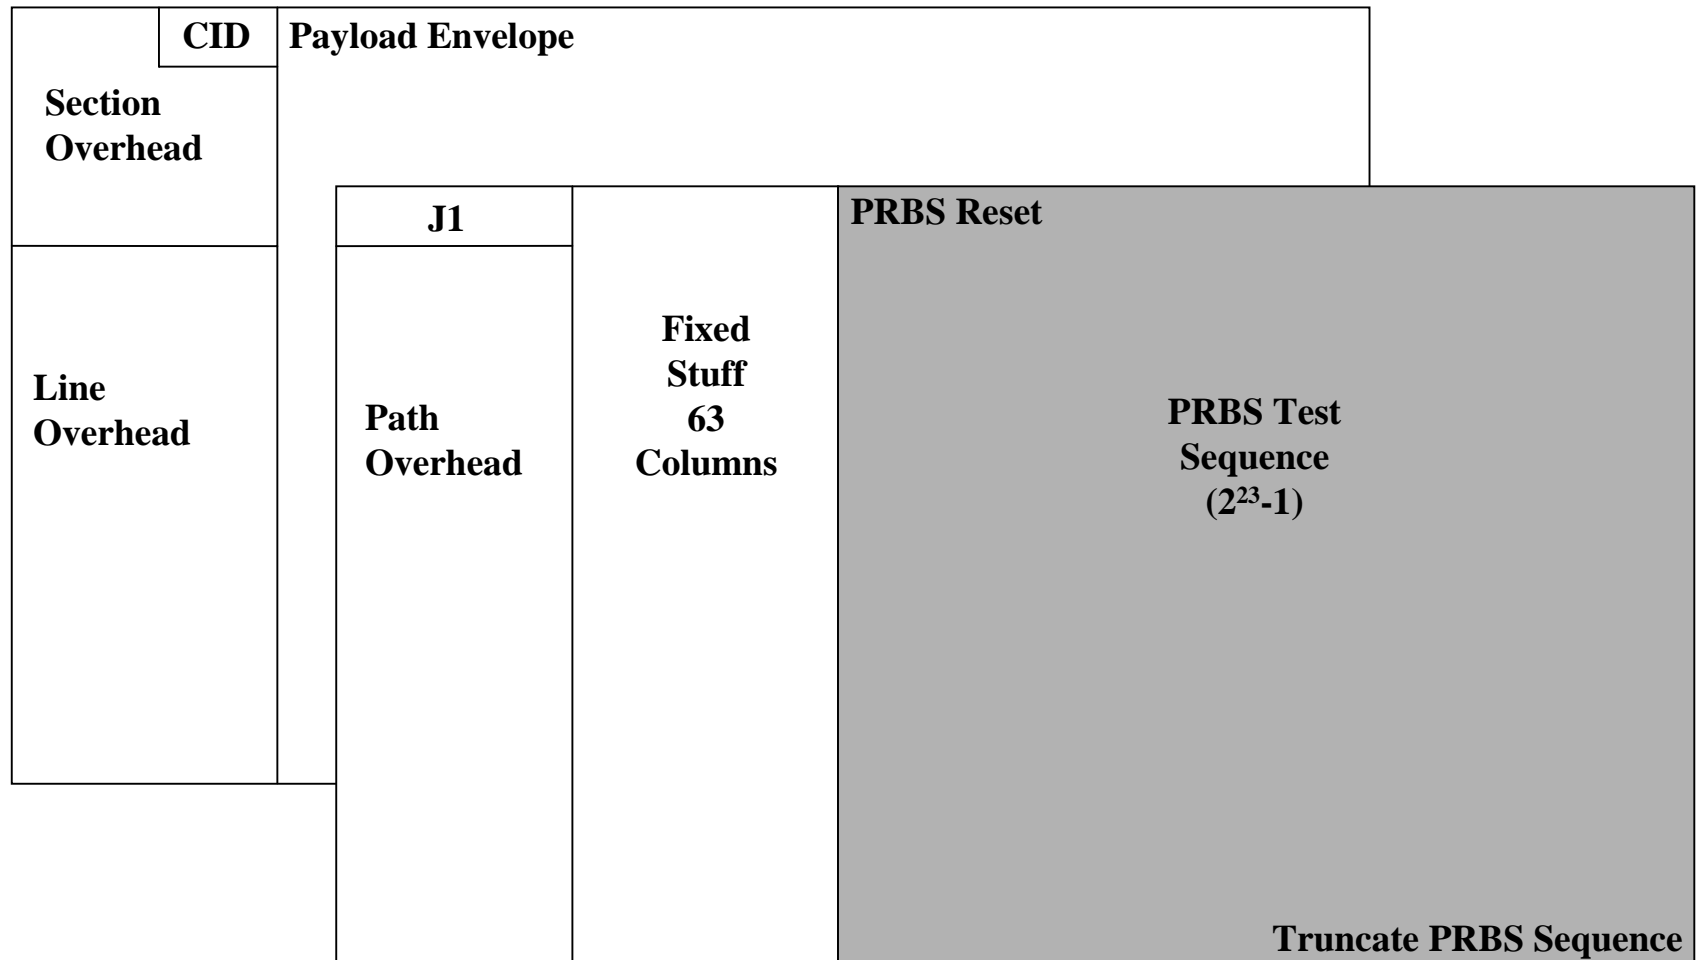 CID
Payload Envelope
Section
Overhead
J1
PRBS Reset
Line
Overhead
Path
Overhead
Fixed
Stuff
63
Columns
PRBS Test
Sequence
(2²³-1)
Truncate PRBS Sequence